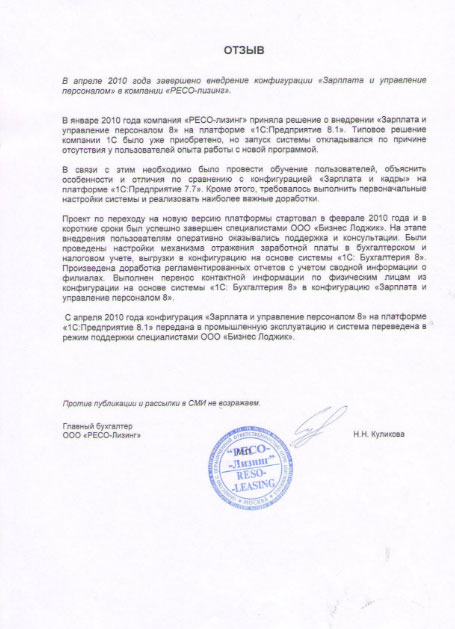 ОТЗЫВ
В апреле 2010 года завершено внедрение конфигурации «Зарплата и управление
персоналом» в компании «РЕСО-лизинг».
В январе 2010 года компания «РЕСО-лизинг» приняла решение о внедрении «Зарплата и
управление персоналом 8» на платформе «1С:Предприятие 8.1». Типовое решение
компании 1С было уже приобретено, но запуск системы откладывался по причине
отсутствия у пользователей опыта работы с новой программой.
В связи с этим необходимо было провести обучение пользователей, объяснить
особенности и отличия по сравнению с конфигурацией «Зарплата и кадры» на
платформе «1С:Предприятие 7.7». Кроме этого, требовалось выполнить первоначальные
настройки системы и реализовать наиболее важные доработки.
Проект по переходу на новую версию платформы стартовал в феврале 2010 года и в
короткие сроки был успешно завершен специалистами ООО «Бизнес Лоджик». На этапе
внедрения пользователям оперативно оказывались поддержка и консультации. Были
проведены настройки механизма отражения заработной платы в бухгалтерском и
налоговом учете, выгрузки в конфигурацию на основе системы «1С: Бухгалтерия 8».
Произведена доработка регламентированных отчетов с учетом сводной информации о
филиалах. Выполнен перенос контактной информации по физическим лицам из
конфигурации на основе системы «1С: Бухгалтерия 8» в конфигурацию «Зарплата и
управление персоналом 8».
С апреля 2010 года конфигурация «Зарплата и управление персоналом 8» на платформе
«1С:Предприятие 8.1» передана в промышленную эксплуатацию и система переведена в
режим поддержки специалистами ООО «Бизнес Лоджик».
Против публикации и рассылки в СМИ не возражаем.
Главный бухгалтер
ООО «РЕСО-Лизинг»
Н.Н. Куликова
"РЕСО-
-Лизинг"
RESO-
-LEASING
МОСКВА